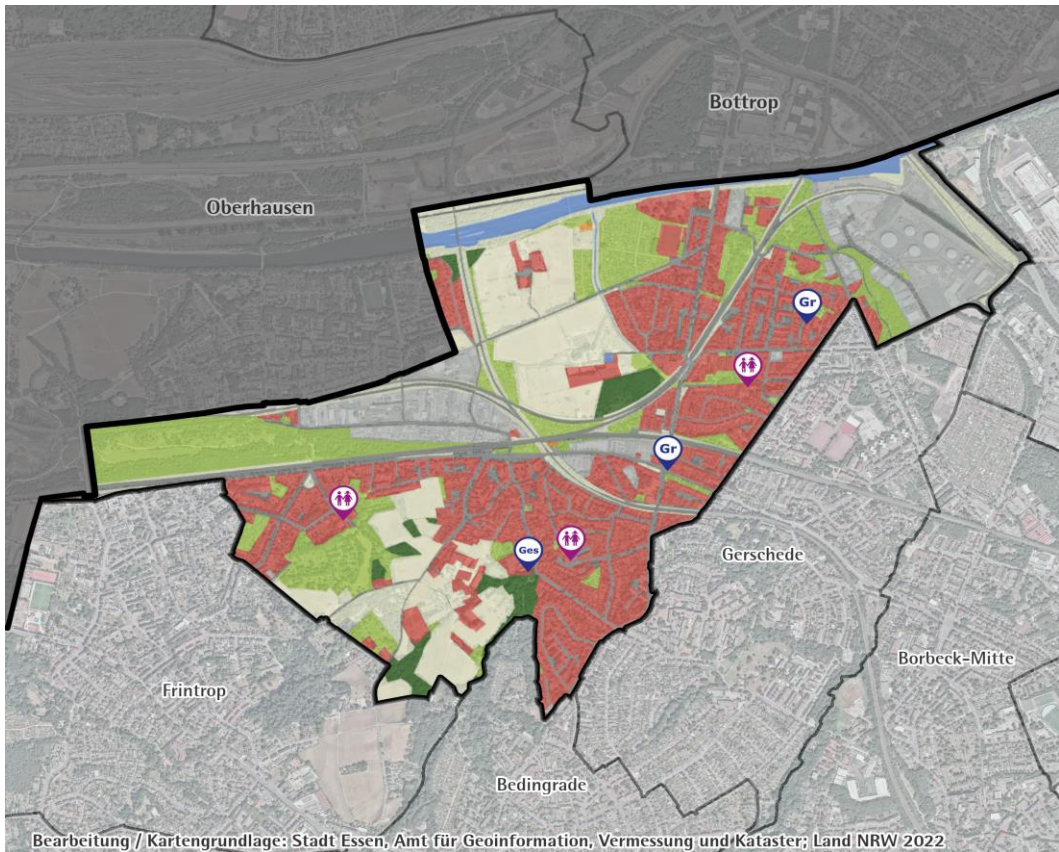 Bottrop
Oberhausen
Gr
Gr
Ges
Gerschede
Borbeck-Mitte
Frintrop
Bedingrade
Bearbeitung / Kartengrundlage: Stadt Essen, Amt für Geoinformation, Vermessung und Kataster; Land NRW 2022